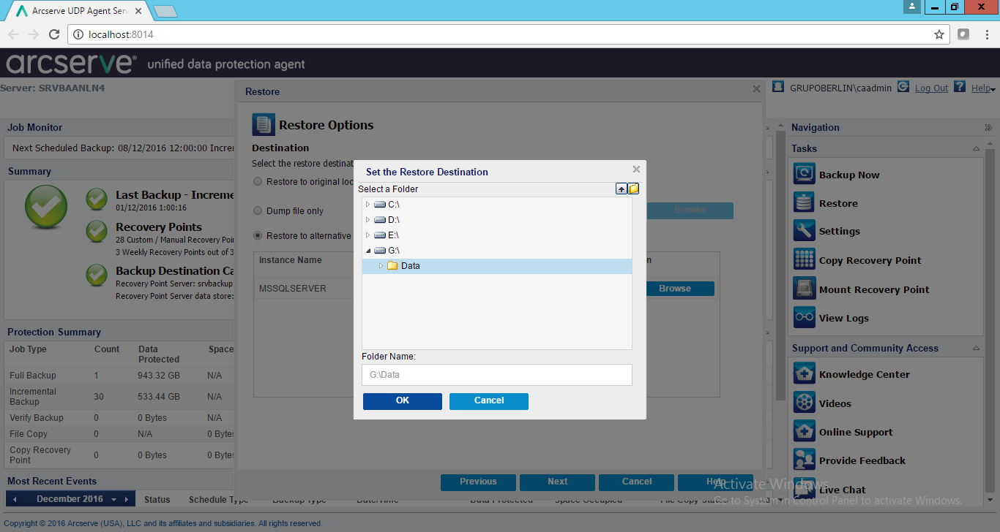 Arcserve UDP Agent Serv
localhost:8014
arcserve® unified data protection agent
Server: SRVBAANLN4
GRUPOBERLIN\caadmin Log Out Help
Job Monitor
Next Scheduled Backup: 08/12/2016 12:00:00 Increr
Summary
Last Backup - Increme
01/12/2016 1:00:16
Recovery Points
28 Custom / Manual Recovery Poi
3 Weekly Recovery Points out of 3
Backup Destination Ca
Recovery Point Server: srvbackup
Recovery Point Server data store:
Protection Summary
Job Type Count Data Protected Space
Full Backup 1 943.32 GB N/A
Incremental Backup 30 533.44 GB N/A
Verify Backup 0 0 Bytes N/A
File Copy 0 N/A 0 Bytes
Copy Recovery Point 0 0 Bytes 0 Bytes
Most Recent Events
December 2016 Status Schedule Type Backup Type Date/Time Data Protected Space Occupied File Copy Status
Restore
Restore Options
Destination
Select the restore destinat
Restore to original loc
Dump file only
Browse
Restore to alternative
Instance Name
MSSQLSERVER
Browse
Previous Next Cancel Help
Set the Restore Destination
Select a Folder
C:\
D:\
E:\
G:\
Data
Folder Name:
G:\Data
OK Cancel
Navigation
Tasks
Backup Now
Restore
Settings
Copy Recovery Point
Mount Recovery Point
View Logs
Support and Community Access
Knowledge Center
Videos
Online Support
Provide Feedback
Live Chat
Activate Windows
Go to System in Control Panel to activate Windows.
Copyright © 2016 Arcserve (USA), LLC and its affiliates and subsidiaries. All rights reserved.